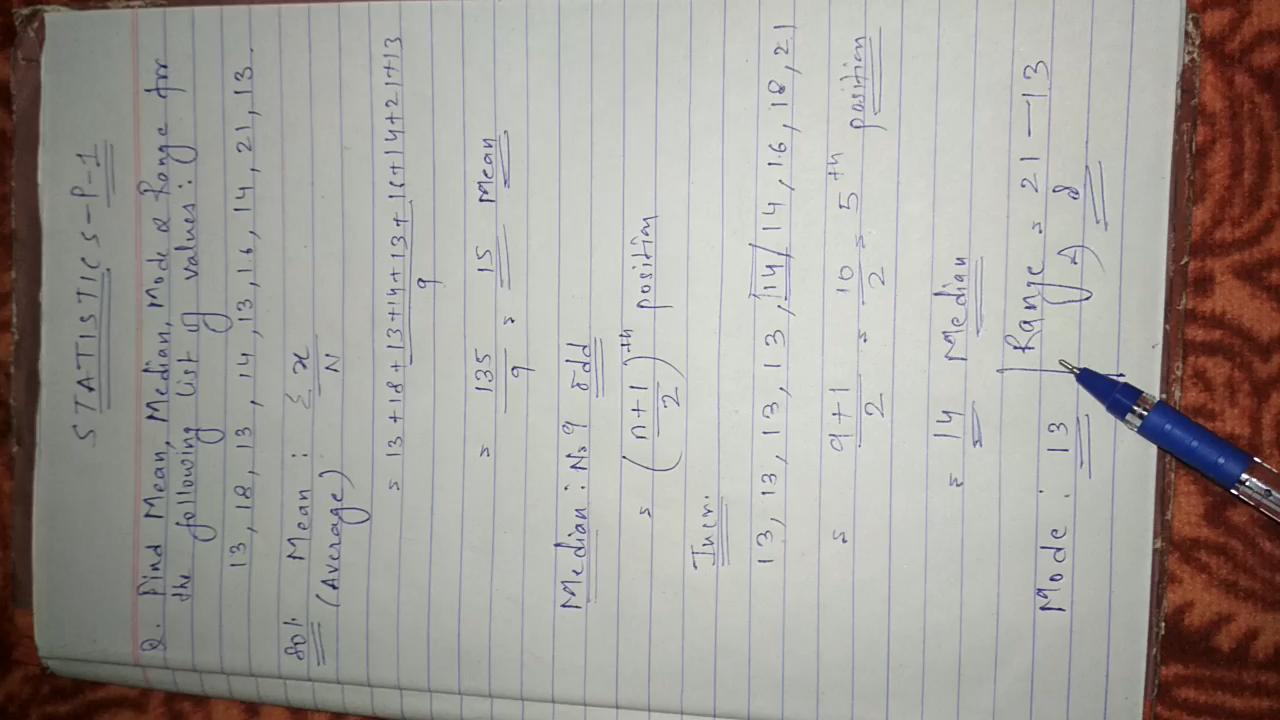 STATISTICS-P-1
Q. Find Mean, Median, Mode & Range for
the following list of values:
13, 18, 13, 14, 13, 16, 14, 21, 13.
Sol. Mean : Σx/N
(Average)
= 13+18+13+14+13+16+14+21+13 / 9
= 135/9 = 15 Mean
Median : N=9 odd
= (n+1/2)th position
Incr.
13, 13, 13, 13, 14, 14, 16, 18, 21
= 9+1/2 = 10/2 = 5th position
= 14 Median
Mode : 13
Range = 21-13
⇒ 8